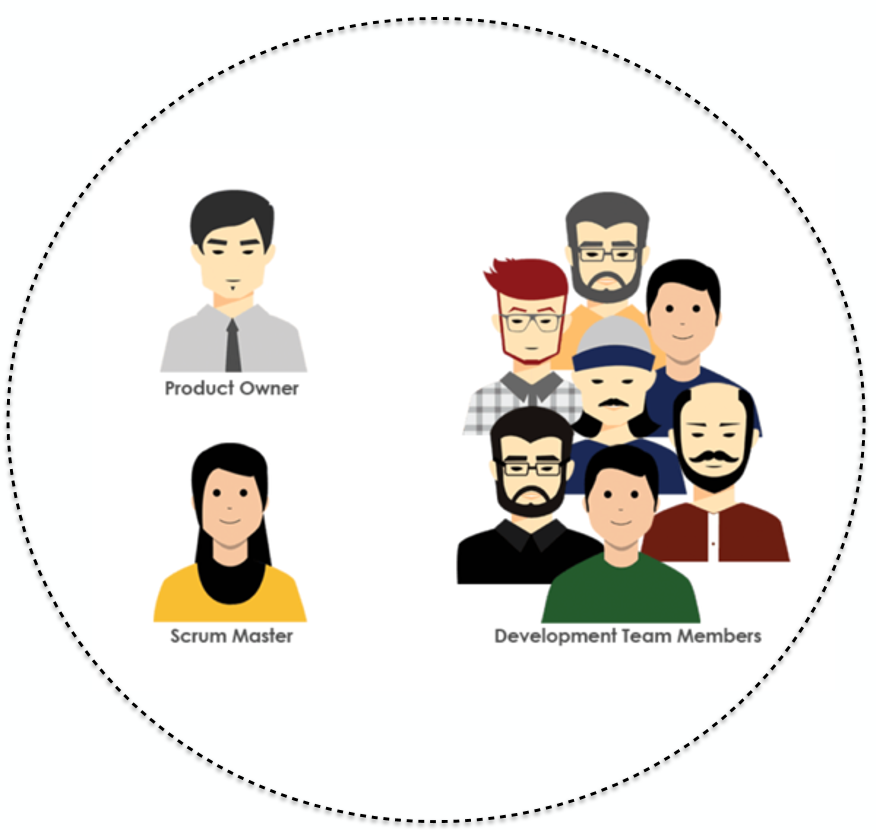 Product Owner
Scrum Master
Development Team Members